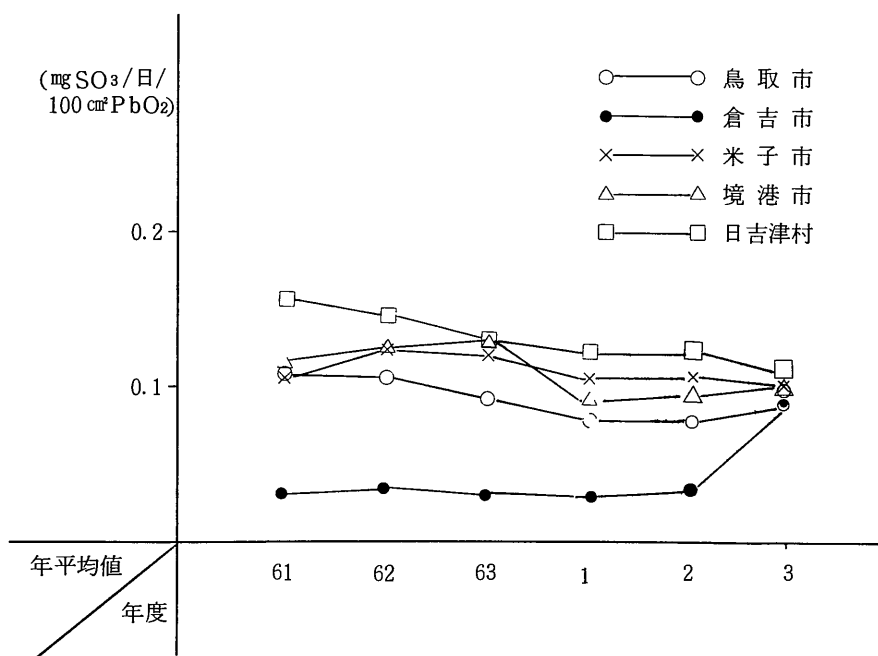 (mgSO₃/日/
100㎠PbO₂)
鳥取市
倉吉市
米子市
境港市
日吉津村
0.2
0.1
年平均値
61 62 63 1 2 3
年度